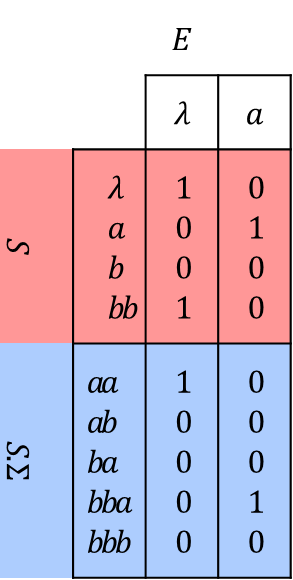 E
λ a
S
λ 1 0
a 0 1
b 0 0
bb 1 0
S.Σ
aa 1 0
ab 0 0
ba 0 0
bba 0 1
bbb 0 0